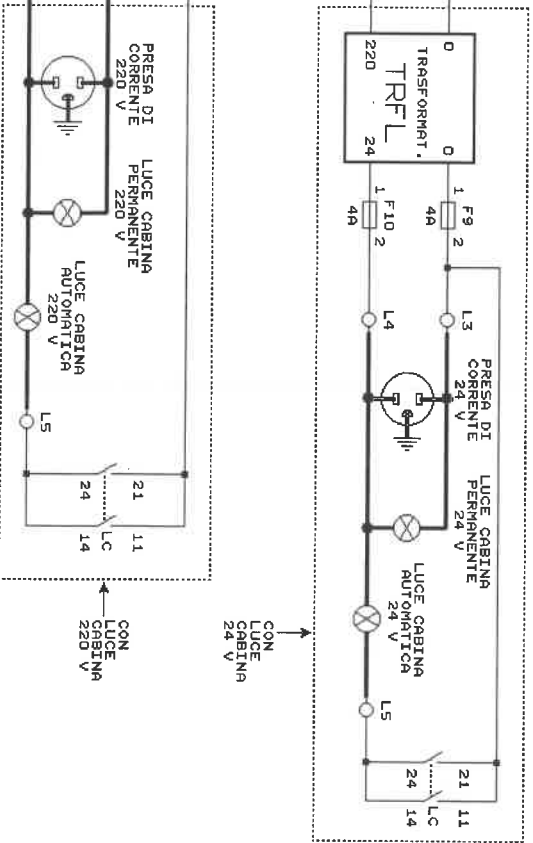 TRASFORMAT.
TRFL
0
0
220
24
1
F9
2
4A
1
F10
2
4A
L3
L4
PRESA DI
CORRENTE
24 V
LUCE CABINA
PERMANENTE
24 V
LUCE CABINA
AUTOMATICA
24 V
L5
21
11
LC
24
14
CON
LUCE
CABINA
24 V
PRESA DI
CORRENTE
220 V
LUCE CABINA
PERMANENTE
220 V
LUCE CABINA
AUTOMATICA
220 V
L5
21
11
LC
24
14
CON
LUCE
CABINA
220 V